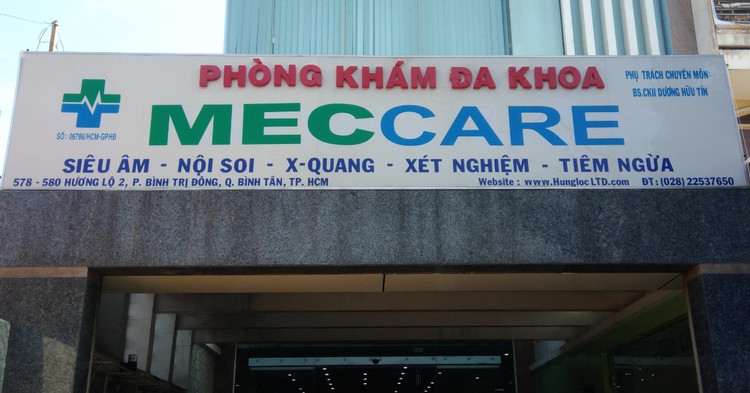 PHÒNG KHÁM ĐA KHOA
PHỤ TRÁCH CHUYÊN MÔN:
BS.CKII DƯƠNG HỮU TÍN
SỐ: 06786/HCM-GPHĐ
MECCARE
SIÊU ÂM - NỘI SOI - X-QUANG - XÉT NGHIỆM - TIÊM NGỪA
578 - 580 HƯƠNG LỘ 2, P. BÌNH TRỊ ĐÔNG, Q. BÌNH TÂN, TP. HCM
Website : www.HunglocLTD.com ĐT: (028) 22537650